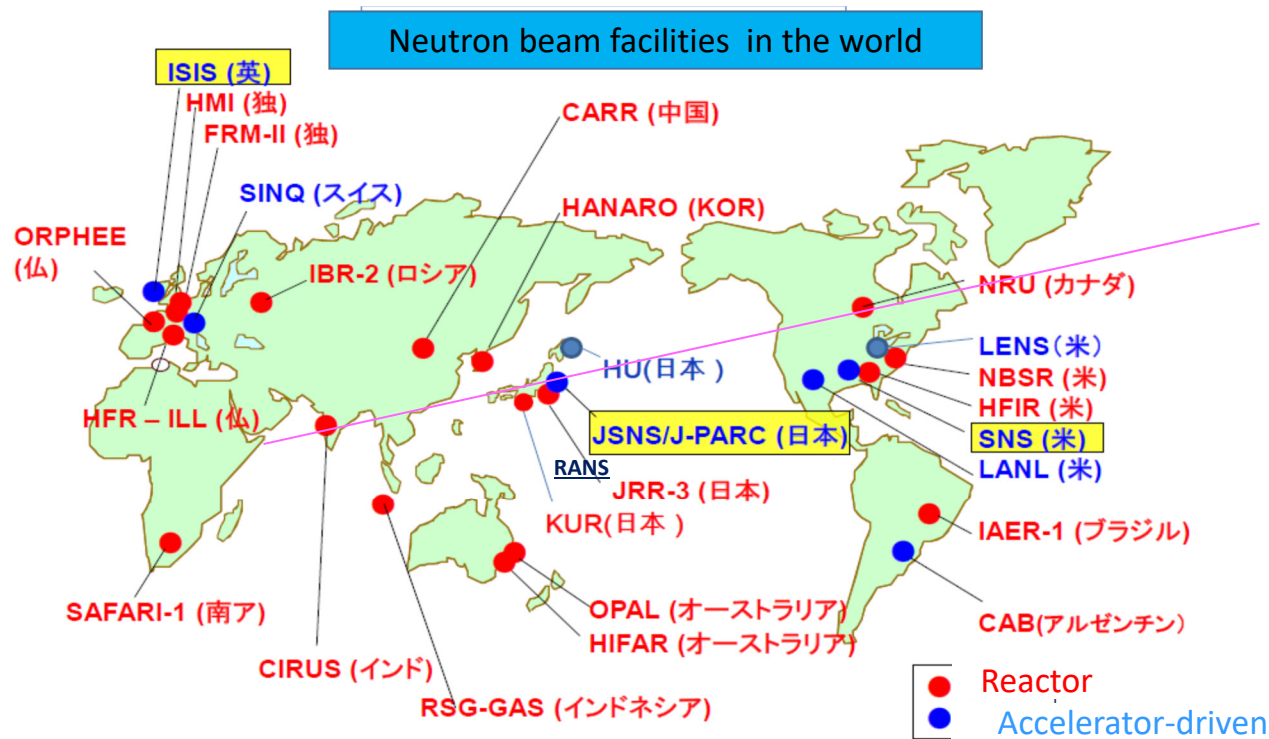 Neutron beam facilities in the world
ISIS (英)
HMI (独)
FRM-II (独)
CARR (中国)
SINQ (スイス)
HANARO (KOR)
ORPHEE
(仏)
IBR-2 (ロシア)
NRU (カナダ)
HU(日本 )
LENS(米)
NBSR (米)
HFIR (米)
HFR – ILL (仏)
JSNS/J-PARC (日本)
SNS (米)
RANS
LANL (米)
JRR-3 (日本)
KUR(日本 )
IAER-1 (ブラジル)
SAFARI-1 (南ア)
OPAL (オーストラリア)
CAB(アルゼンチン)
HIFAR (オーストラリア)
CIRUS (インド)
RSG-GAS (インドネシア)
Reactor
Accelerator-driven